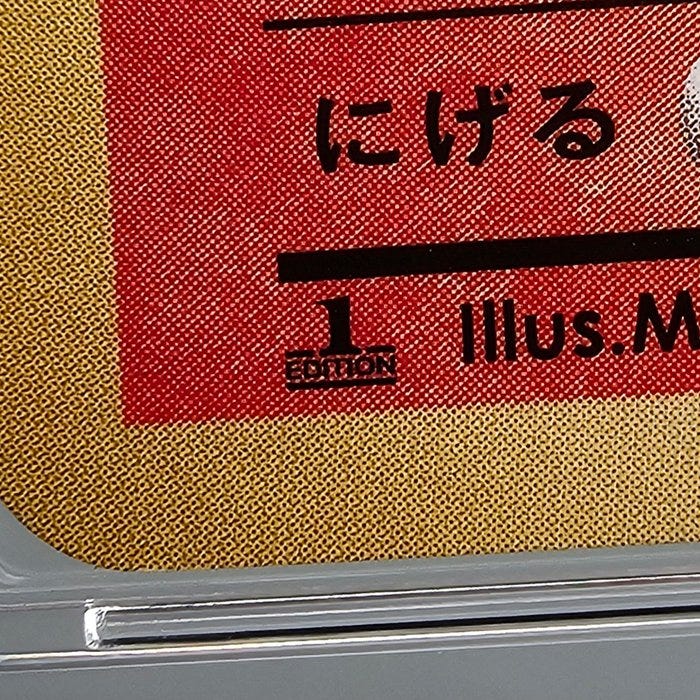 にげる
1
EDITION
Illus.M